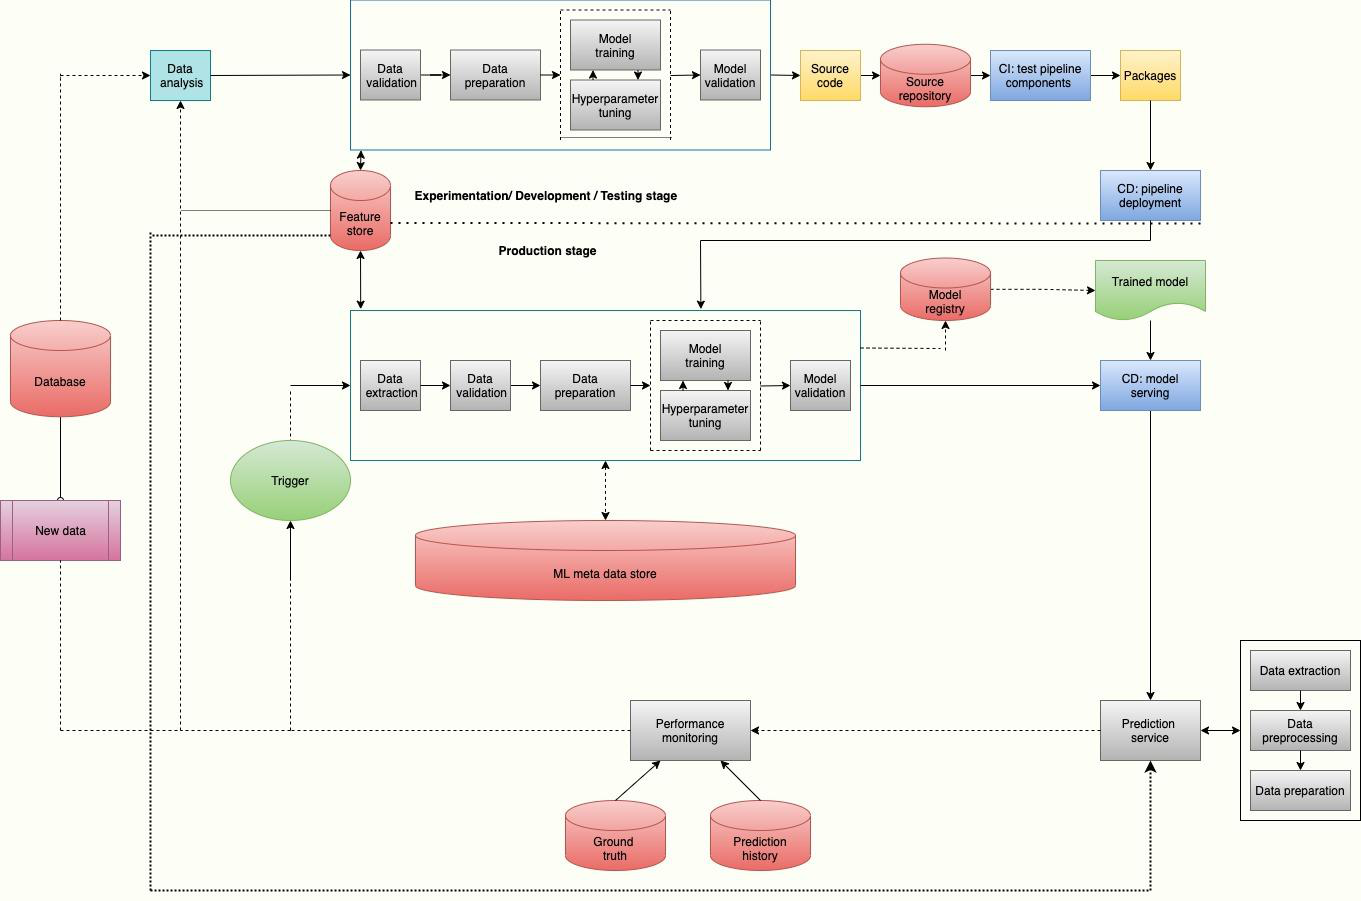 Model
training
Data
analysis
Data
validation
Data
preparation
Hyperparameter
tuning
Model
validation
Source
code
Source
repository
CI: test pipeline
components
Packages
Experimentation/ Development / Testing stage
CD: pipeline
deployment
Feature
store
Production stage
Model
registry
Trained model
Database
Data
extraction
Data
validation
Data
preparation
Model
training
Hyperparameter
tuning
Model
validation
CD: model
serving
Trigger
New data
ML meta data store
Performance
monitoring
Prediction
service
Data extraction
Data
preprocessing
Data preparation
Ground
truth
Prediction
history